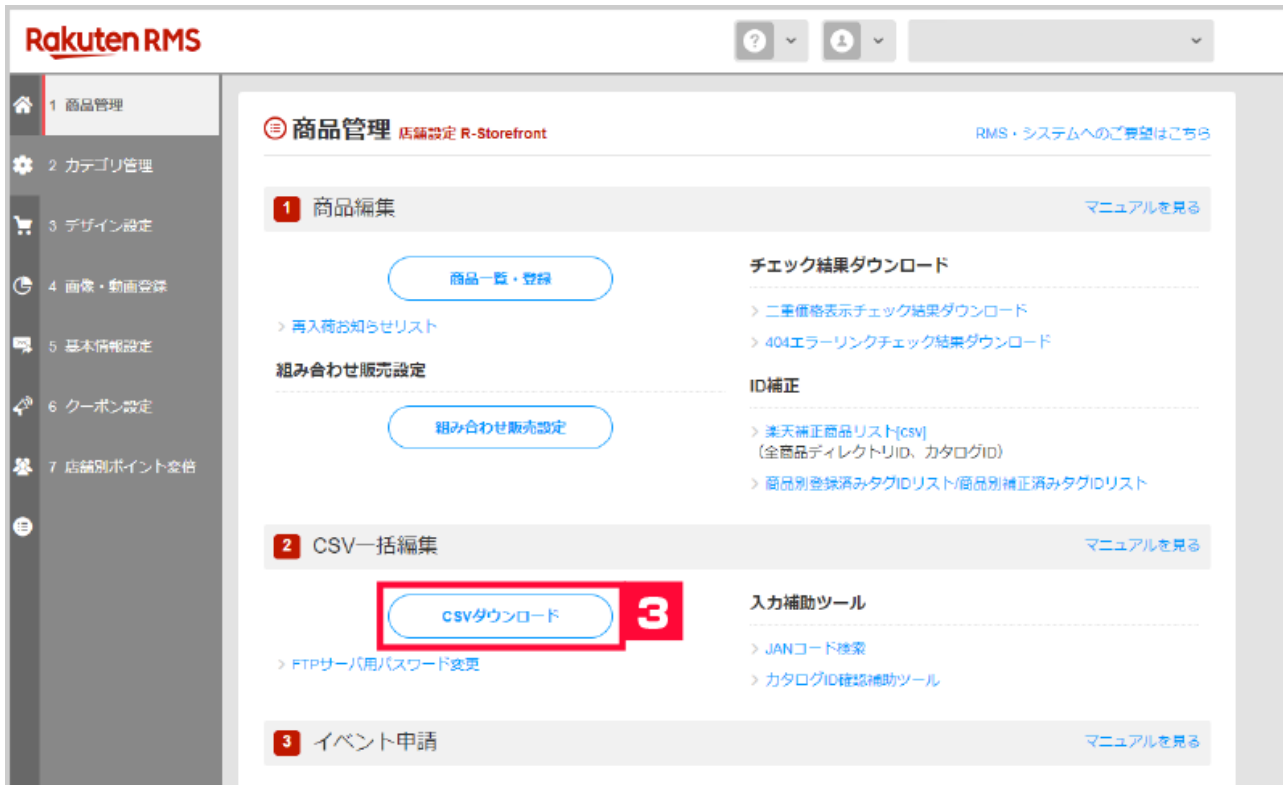 Rakuten RMS
1 商品管理
2 カテゴリ管理
3 デザイン設定
4 画像・動画登録
5 基本情報設定
6 クーポン設定
7 店舗別ポイント変倍
商品管理 店舗設定 R-Storefront
RMS・システムへのご要望はこちら
1 商品編集
マニュアルを見る
商品一覧・登録
> 再入荷お知らせリスト
組み合わせ販売設定
組み合わせ販売設定
チェック結果ダウンロード
> 二重価格表示チェック結果ダウンロード
> 404エラーリンクチェック結果ダウンロード
ID補正
> 楽天補正商品リスト[csv]
（全商品ディレクトリID、カタログID）
> 商品別登録済みタグIDリスト/商品別補正済みタグIDリスト
2 CSV一括編集
マニュアルを見る
CSVダウンロード
3
> FTPサーバ用パスワード変更
入力補助ツール
> JANコード検索
> カタログID確認補助ツール
3 イベント申請
マニュアルを見る